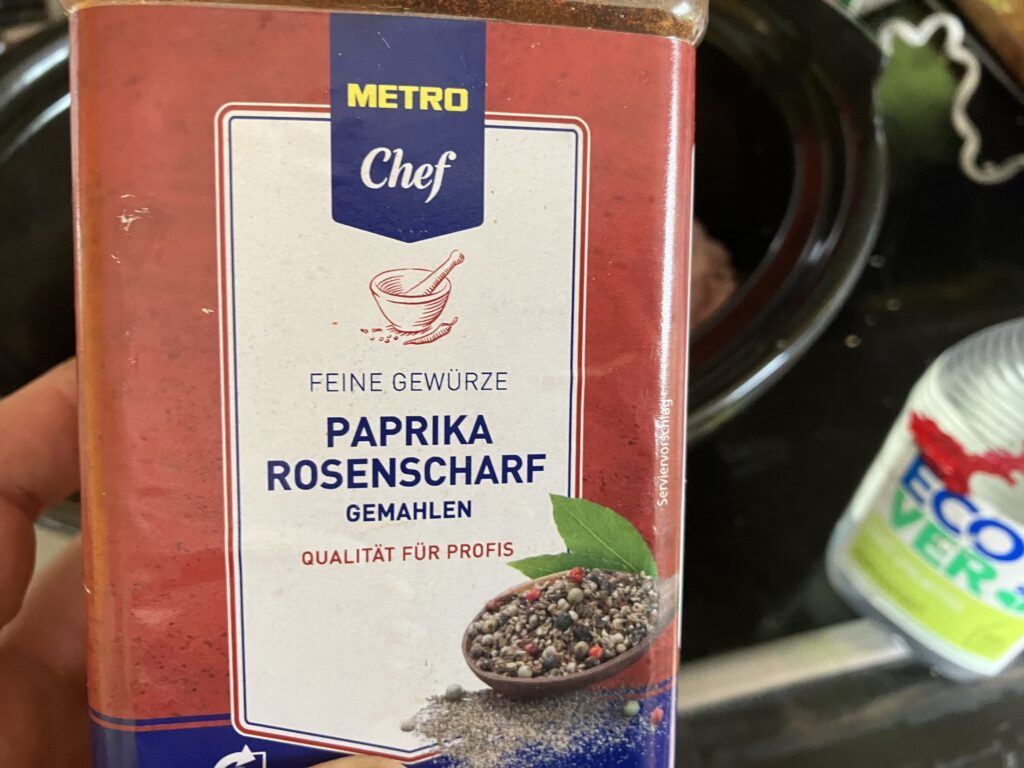 METRO
Chef
FEINE GEWÜRZE
PAPRIKA
ROSENSCHARF
GEMAHLEN
QUALITÄT FÜR PROFIS
Serviervorschlag
ECO
VER